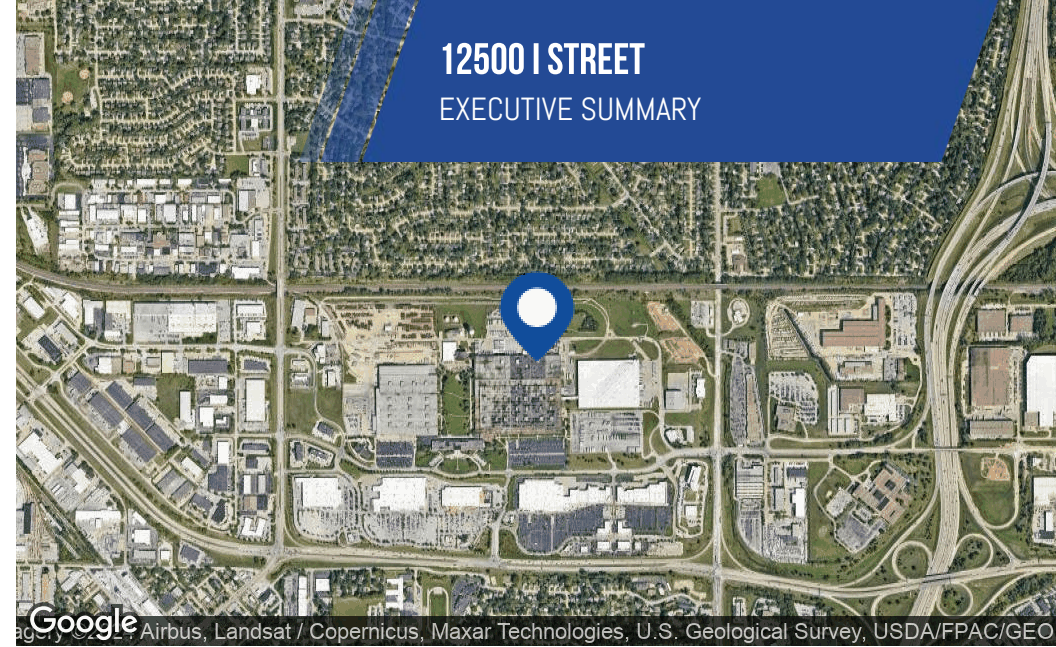 12500 I STREET
EXECUTIVE SUMMARY
Google
Airbus, Landsat / Copernicus, Maxar Technologies, U.S. Geological Survey, USDA/FPAC/GEO